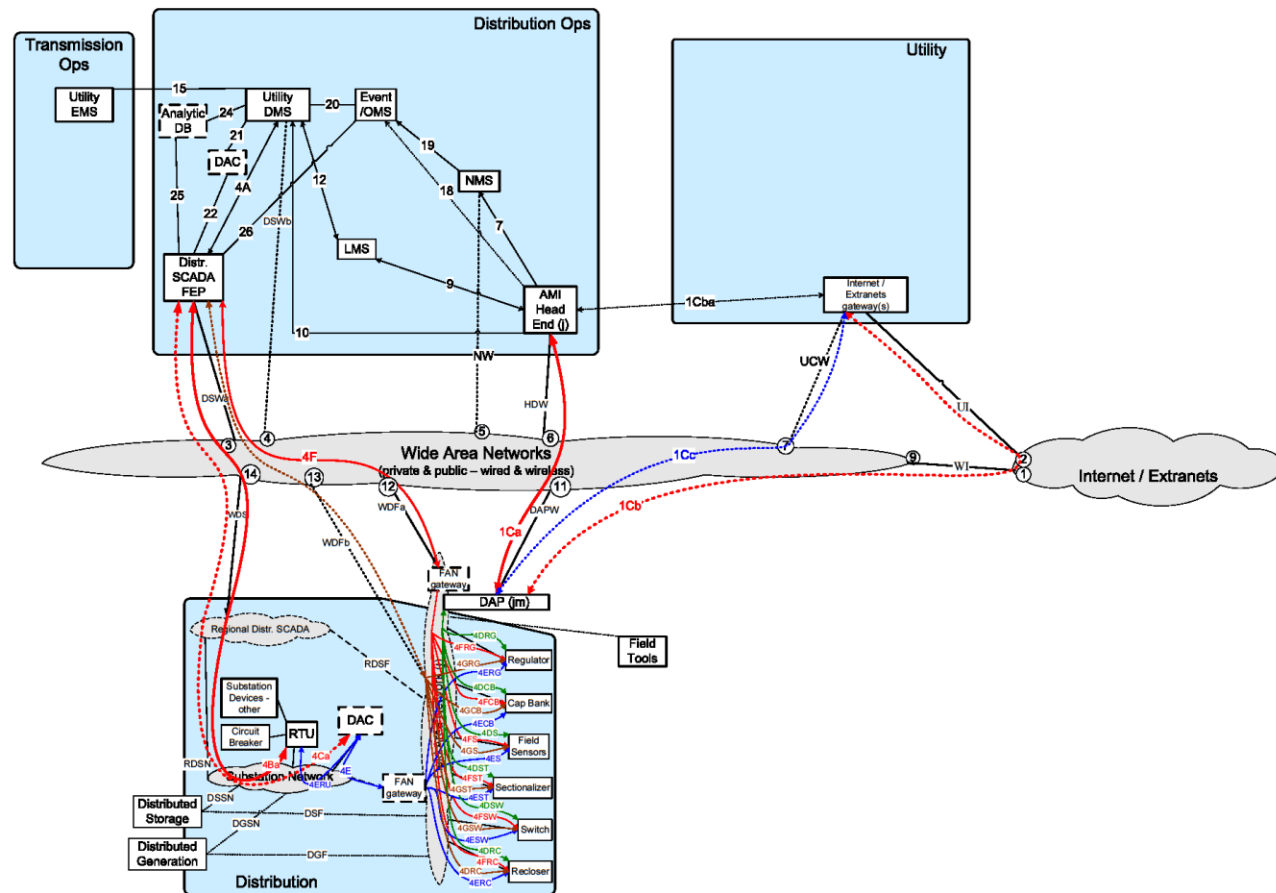 Distribution Ops
Transmission
Ops
Utility
15
Utility
EMS
Utility
DMS
20
Event
/OMS
Analytic
DB
24
21
DAC
19
4A
12
NMS
18
25
22
DSWb
26
7
LMS
Distr.
SCADA
FEP
9
AMI
Head
End (j)
1Cba
Internet /
Extranets
gateway(s)
10
NW
UCW
DSWa
HDW
UI
3
4
5
6
7
9
2
1
Wide Area Networks
(private & public – wired & wireless)
4F
1Cc
WI
Internet / Extranets
14
13
12
11
1Cb
WDS
WDFa
DAPW
1Ca
WDFb
FAN
gateway
DAP (jm)
Regional Distr. SCADA
Field
Tools
RDSF
4DRG
4FRG
4GRG
4ERG
Regulator
Substation
Devices -
other
4DCB
4FCB
4GCB
4ECB
Cap Bank
Circuit
Breaker
RTU
DAC
4DS
4FS
4GS
4ES
Field
Sensors
RDSN
4Ba
4Ca
4E
4ERU
Substation Network
FAN
gateway
4DST
4FST
4GST
4EST
Sectionalizer
DSSN
Distributed
Storage
DSF
4DSW
4FSW
4GSW
4ESW
Switch
DGSN
Distributed
Generation
DGF
4DRC
4FRC
4DRC
4ERC
Recloser
Distribution